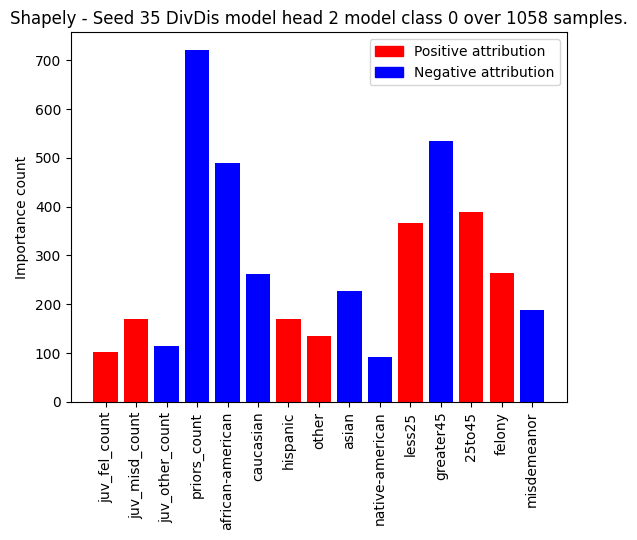 Shapely - Seed 35 DivDis model head 2 model class 0 over 1058 samples.
Positive attribution
Negative attribution
Importance count
700
600
500
400
300
200
100
0
juv_fel_count
juv_misd_count
juv_other_count
priors_count
african-american
caucasian
hispanic
other
asian
native-american
less25
greater45
25to45
felony
misdemeanor